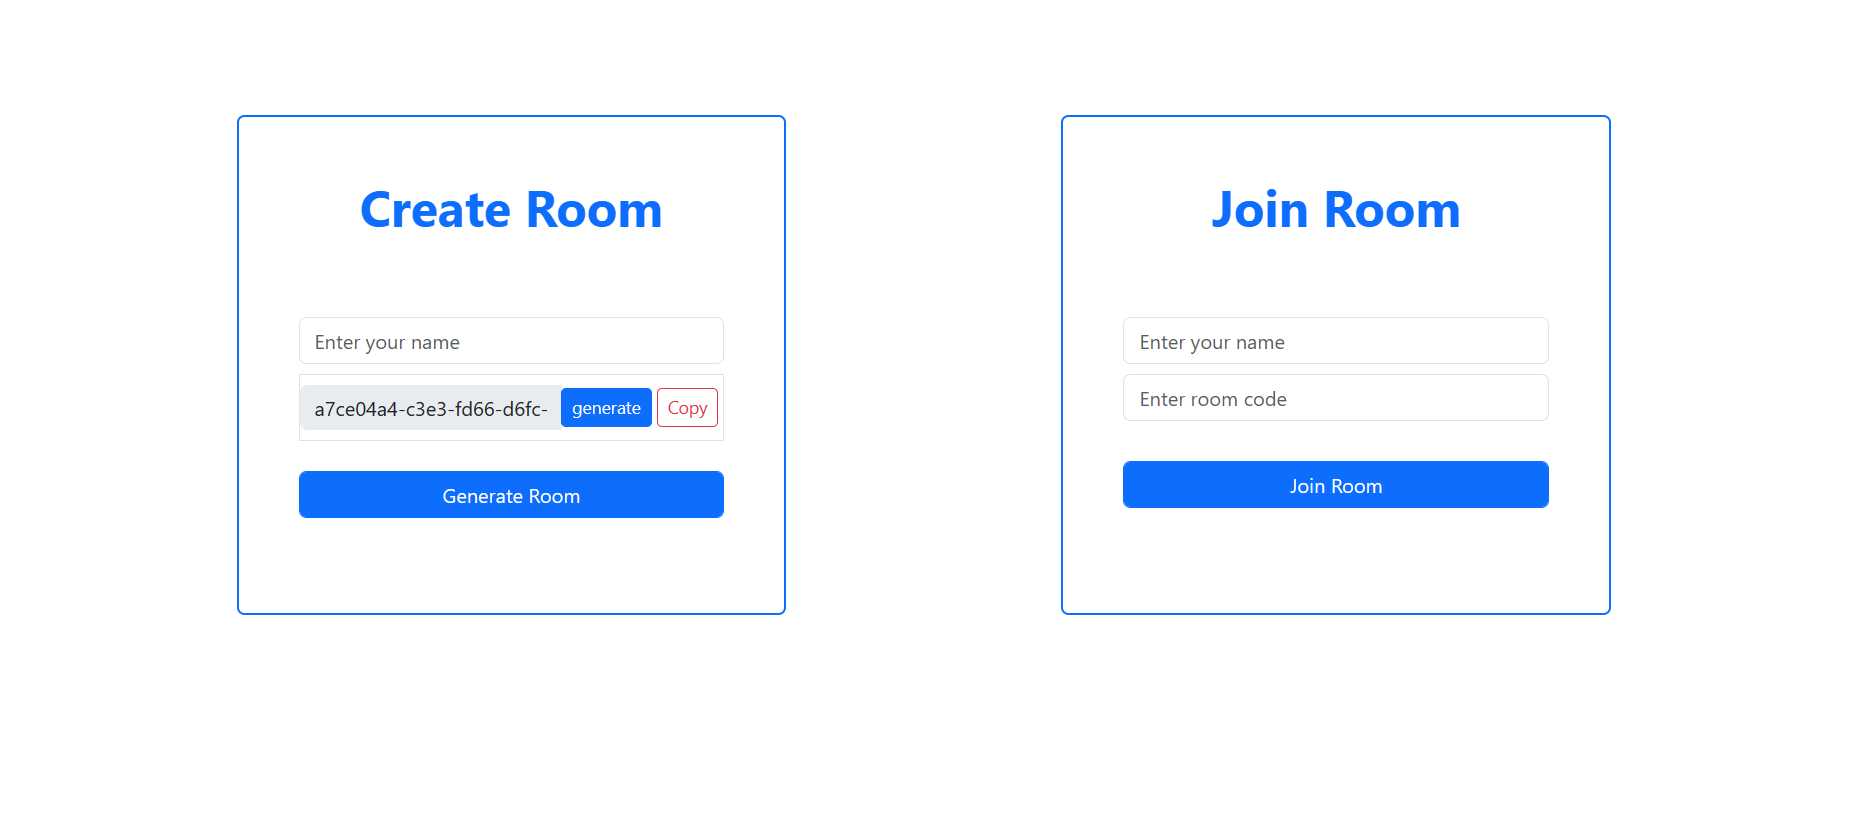 Create Room
Enter your name
a7ce04a4-c3e3-fd66-d6fc-
generate
Copy
Generate Room
Join Room
Enter your name
Enter room code
Join Room